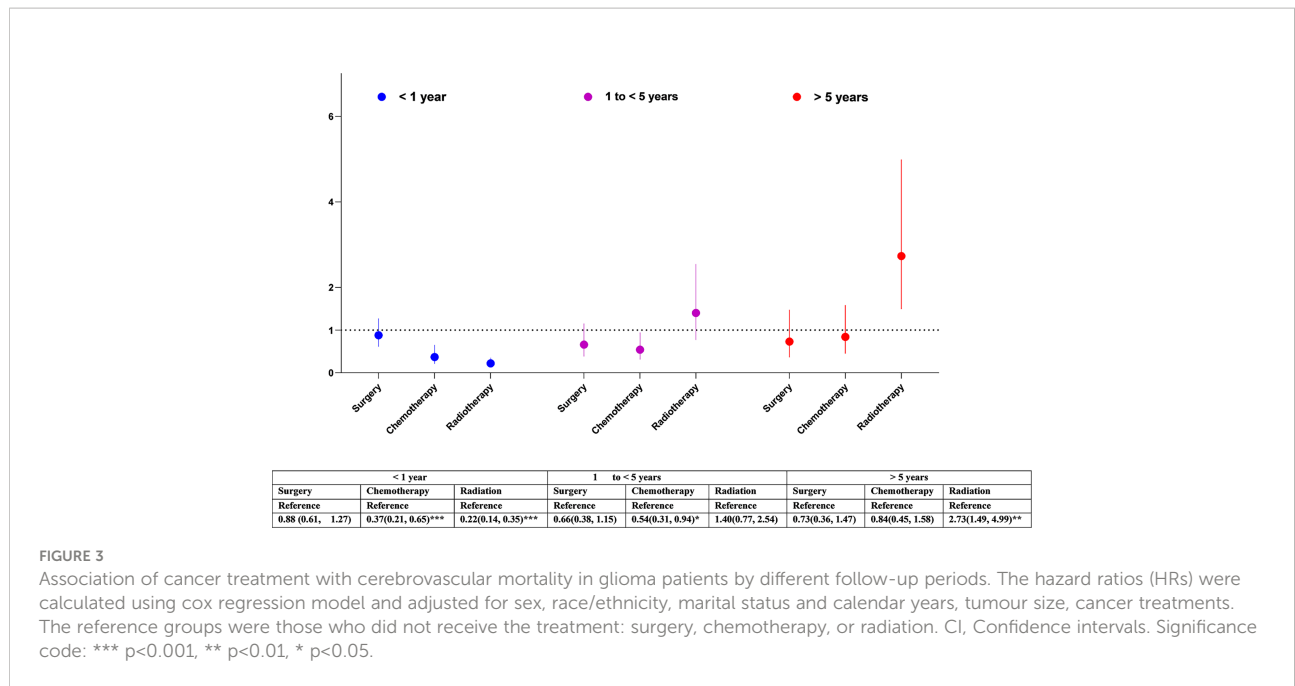 < 1 year 1 to < 5 years > 5 years
6
4
2
1
0
Surgery Chemotherapy Radiotherapy Surgery Chemotherapy Radiotherapy Surgery Chemotherapy Radiotherapy
< 1 year 1 to < 5 years > 5 years
Surgery Chemotherapy Radiation Surgery Chemotherapy Radiation Surgery Chemotherapy Radiation
Reference Reference Reference Reference Reference Reference Reference Reference Reference
0.88 (0.61, 1.27) 0.37(0.21, 0.65)*** 0.22(0.14, 0.35)*** 0.66(0.38, 1.15) 0.54(0.31, 0.94)* 1.40(0.77, 2.54) 0.73(0.36, 1.47) 0.84(0.45, 1.58) 2.73(1.49, 4.99)**
FIGURE 3
Association of cancer treatment with cerebrovascular mortality in glioma patients by different follow-up periods. The hazard ratios (HRs) were
calculated using cox regression model and adjusted for sex, race/ethnicity, marital status and calendar years, tumour size, cancer treatments.
The reference groups were those who did not receive the treatment: surgery, chemotherapy, or radiation. CI, Confidence intervals. Significance
code: *** p<0.001, ** p<0.01, * p<0.05.